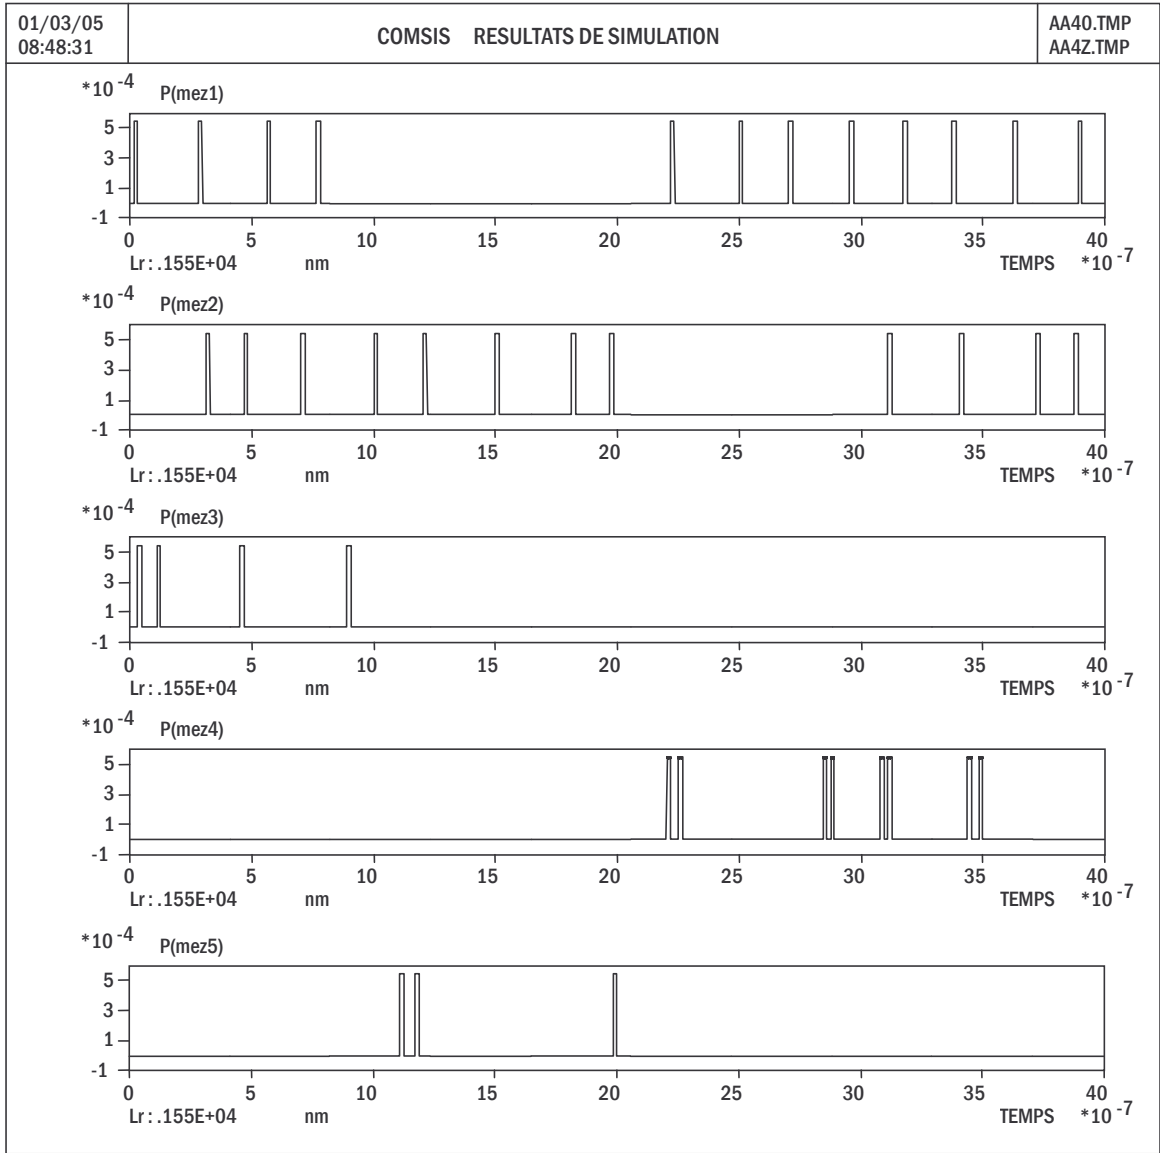 01/03/05
08:48:31
COMSIS RESULTATS DE SIMULATION
AA40.TMP
AA4Z.TMP
*10 -4 P(mez1)
5
3
1
-1
0 5 10 15 20 25 30 35 40
Lr: .155E+04 nm TEMPS *10 -7
*10 -4 P(mez2)
5
3
1
-1
0 5 10 15 20 25 30 35 40
Lr: .155E+04 nm TEMPS *10 -7
*10 -4 P(mez3)
5
3
1
-1
0 5 10 15 20 25 30 35 40
Lr: .155E+04 nm TEMPS *10 -7
*10 -4 P(mez4)
5
3
1
-1
0 5 10 15 20 25 30 35 40
Lr: .155E+04 nm TEMPS *10 -7
*10 -4 P(mez5)
5
3
1
-1
0 5 10 15 20 25 30 35 40
Lr: .155E+04 nm TEMPS *10 -7